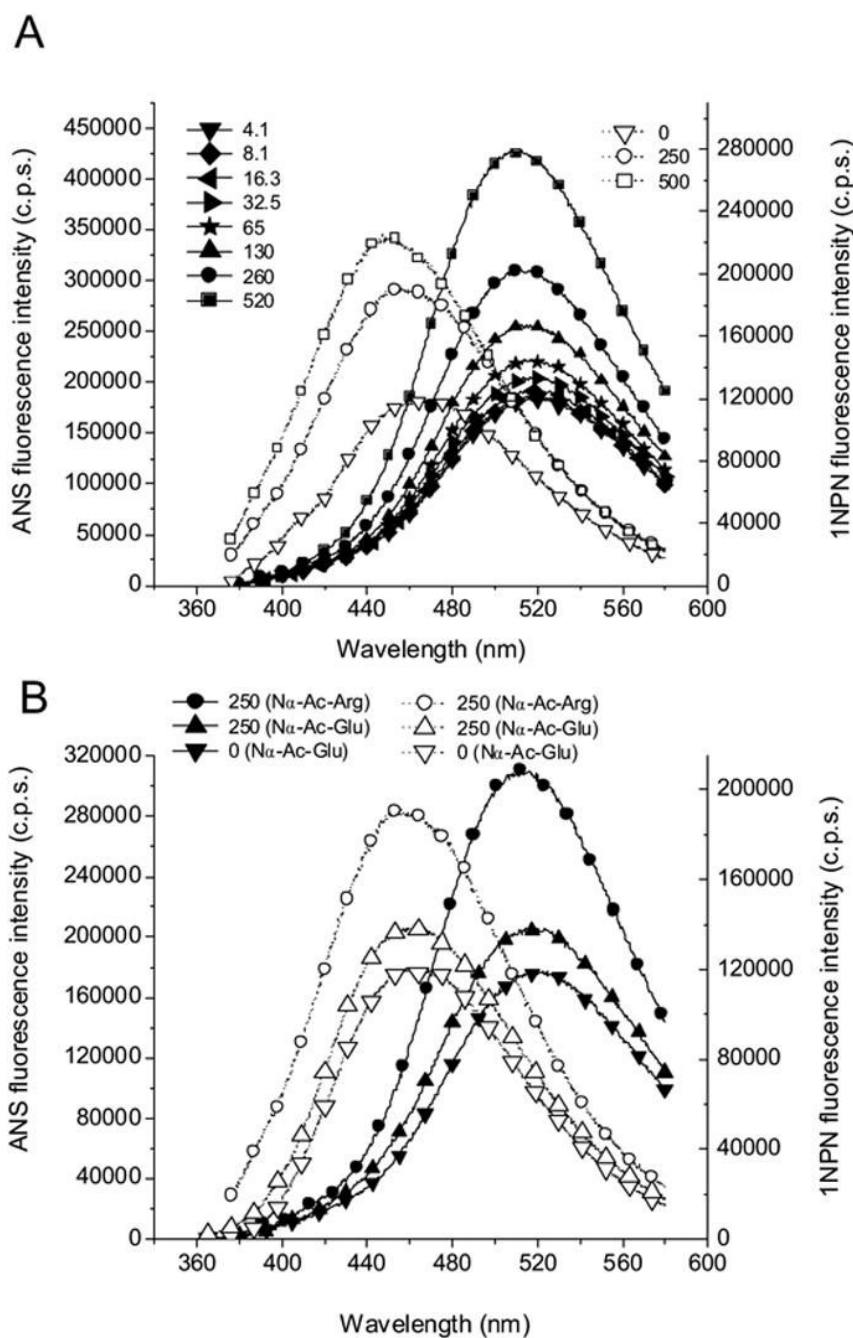 A
ANS fluorescence intensity (c.p.s.)
450000
400000
350000
300000
250000
200000
150000
100000
50000
0
4.1
8.1
16.3
32.5
65
130
260
520
0
250
500
280000
240000
200000
160000
120000
80000
40000
0
1NPN fluorescence intensity (c.p.s.)
360 400 440 480 520 560 600
Wavelength (nm)
B
250 (Nα-Ac-Arg)
250 (Nα-Ac-Glu)
0 (Nα-Ac-Glu)
250 (Nα-Ac-Arg)
250 (Nα-Ac-Glu)
0 (Nα-Ac-Glu)
ANS fluorescence intensity (c.p.s.)
320000
280000
240000
200000
160000
120000
80000
40000
0
200000
160000
120000
80000
40000
0
1NPN fluorescence intensity (c.p.s.)
360 400 440 480 520 560 600
Wavelength (nm)